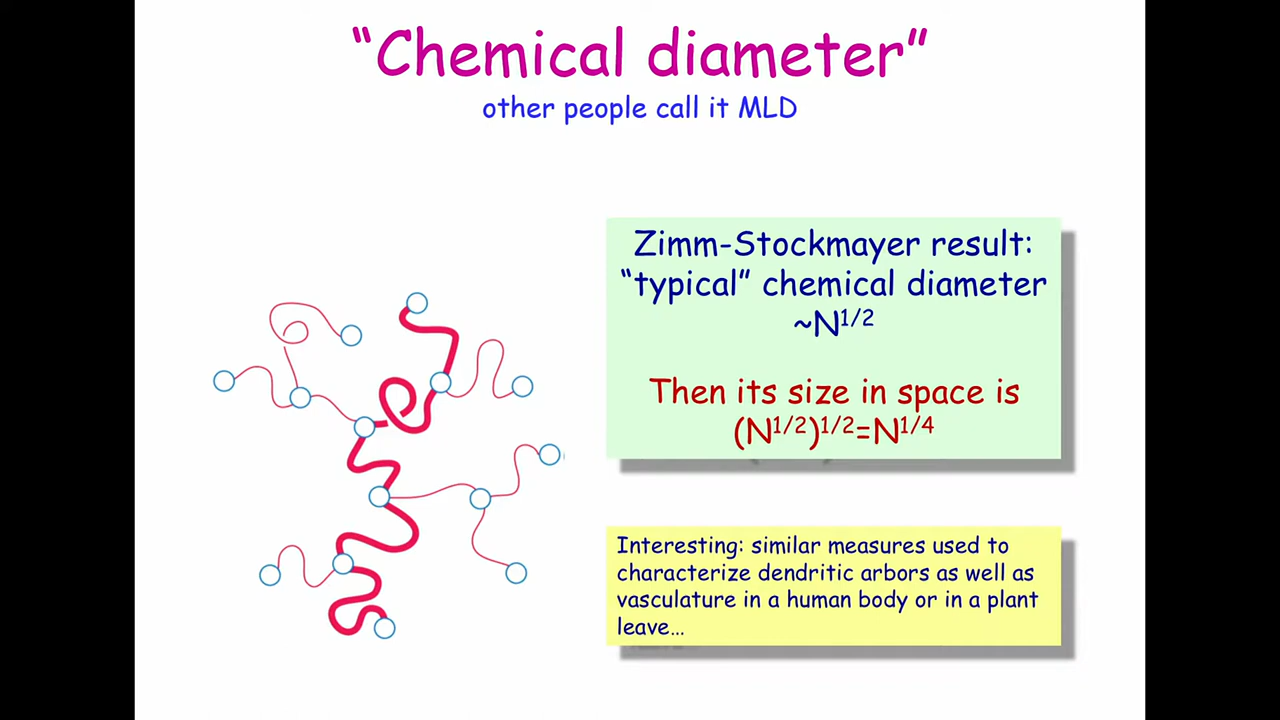 “Chemical diameter”
other people call it MLD
Zimm-Stockmayer result:
“typical” chemical diameter
~N^1/2
Then its size in space is
(N^1/2)^1/2=N^1/4
Interesting: similar measures used to
characterize dendritic arbors as well as
vasculature in a human body or in a plant
leave…